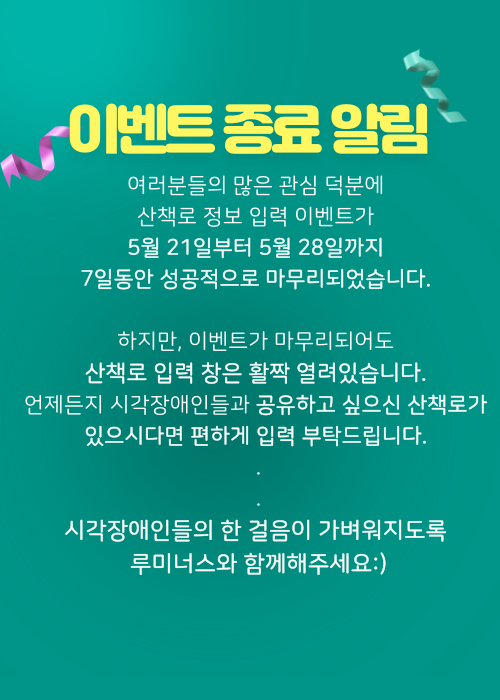 이벤트 종료 알림
여러분들의 많은 관심 덕분에
산책로 정보 입력 이벤트가
5월 21일부터 5월 28일까지
7일동안 성공적으로 마무리되었습니다.
하지만, 이벤트가 마무리되어도
산책로 입력 창은 활짝 열려있습니다.
언제든지 시각장애인들과 공유하고 싶으신 산책로가
있으시다면 편하게 입력 부탁드립니다.
.
.
시각장애인들의 한 걸음이 가벼워지도록
루미너스와 함께해주세요:)